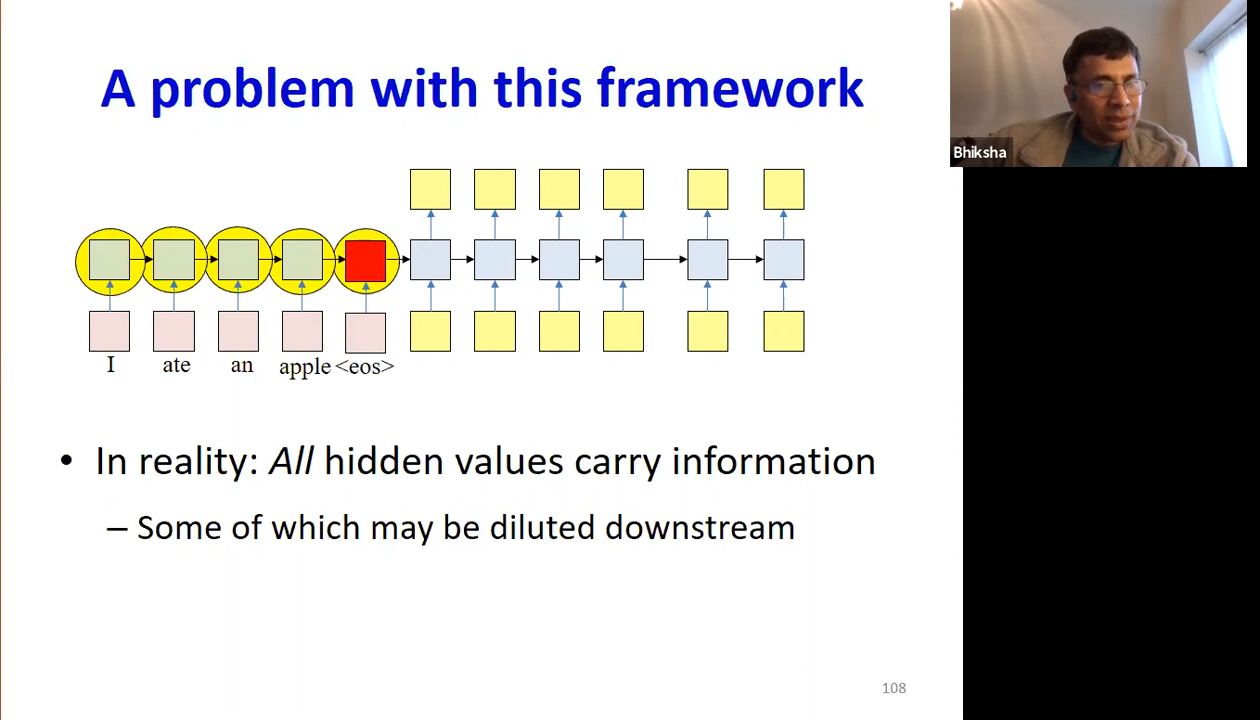 A problem with this framework
Bhiksha
I ate an apple <eos>
• In reality: All hidden values carry information
– Some of which may be diluted downstream
108